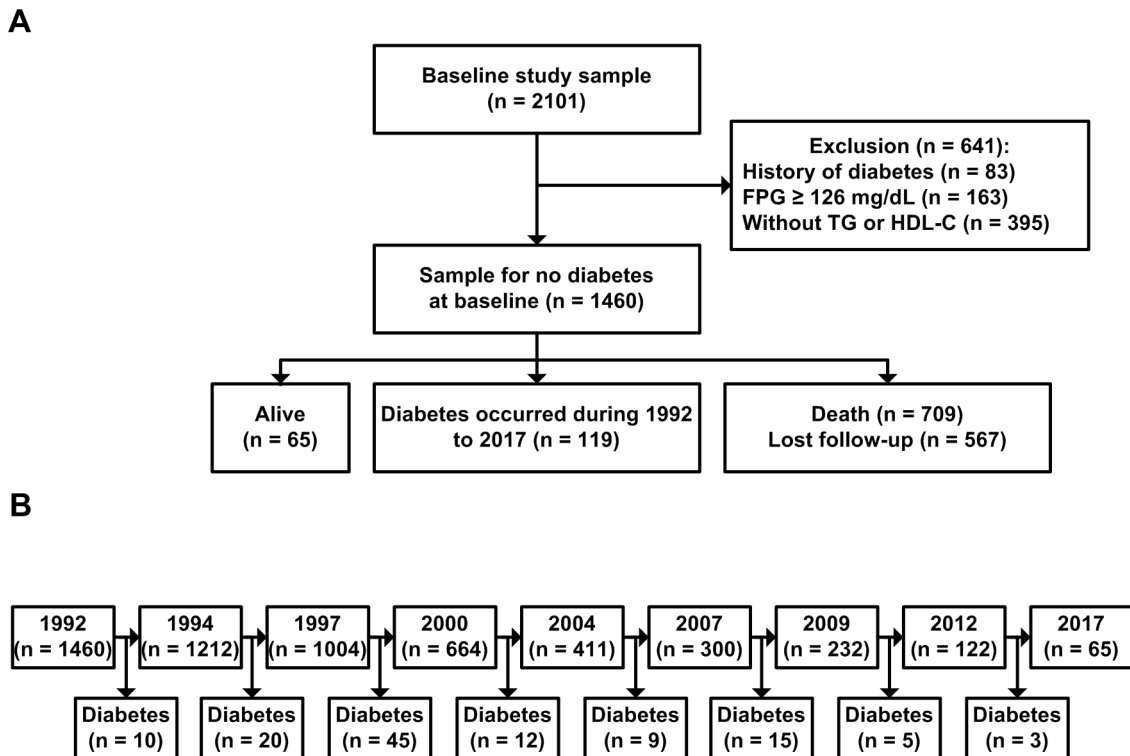 A
Baseline study sample
(n = 2101)
Exclusion (n = 641):
History of diabetes (n = 83)
FPG ≥ 126 mg/dL (n = 163)
Without TG or HDL-C (n = 395)
Sample for no diabetes
at baseline (n = 1460)
Alive
(n = 65)
Diabetes occurred during 1992
to 2017 (n = 119)
Death (n = 709)
Lost follow-up (n = 567)
B
1992
(n = 1460)
1994
(n = 1212)
1997
(n = 1004)
2000
(n = 664)
2004
(n = 411)
2007
(n = 300)
2009
(n = 232)
2012
(n = 122)
2017
(n = 65)
Diabetes
(n = 10)
Diabetes
(n = 20)
Diabetes
(n = 45)
Diabetes
(n = 12)
Diabetes
(n = 9)
Diabetes
(n = 15)
Diabetes
(n = 5)
Diabetes
(n = 3)